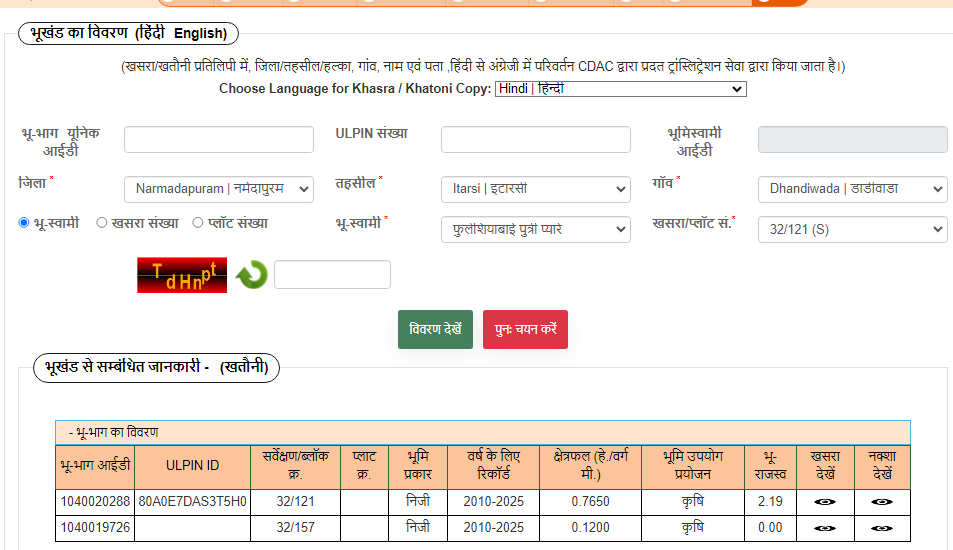 भूखंड का विवरण (हिंदी English)
(खसरा/खतौनी प्रतिलिपी में, जिला/तहसील/हल्का, गांव, नाम एवं पता ,हिंदी से अंग्रेजी में परिवर्तन CDAC द्वारा प्रदत ट्रांस्लिट्रेशन सेवा द्वारा किया जाता है।)
Choose Language for Khasra / Khatoni Copy: Hindi | हिन्दी
भू-भाग यूनिक आईडी ULPIN संख्या भूमिस्वामी आईडी
जिला * Narmadapuram | नर्मदापुरम तहसील * Itarsi | इटारसी गाँव * Dhandiwada | डाडीवाडा
भू-स्वामी खसरा संख्या प्लॉट संख्या भू-स्वामी * फुलेशियाबाई पुत्री प्यारे खसरा/प्लॉट सं.* 32/121 (S)
TdHnpt
विवरण देखें पुनः चयन करें
भूखंड से सम्बंधित जानकारी - (खतौनी)
- भू-भाग का विवरण
भू-भाग आईडी ULPIN ID सर्वेक्षण/ब्लॉक क्र. प्लाट क्र. भूमि प्रकार वर्ष के लिए रिकॉर्ड क्षेत्रफल (हे./वर्ग मी.) भूमि उपयोग प्रयोजन भू-राजस्व खसरा देखें नक्शा देखें
1040020288 80A0E7DAS3T5H0 32/121 निजी 2010-2025 0.7650 कृषि 2.19
1040019726 32/157 निजी 2010-2025 0.1200 कृषि 0.00